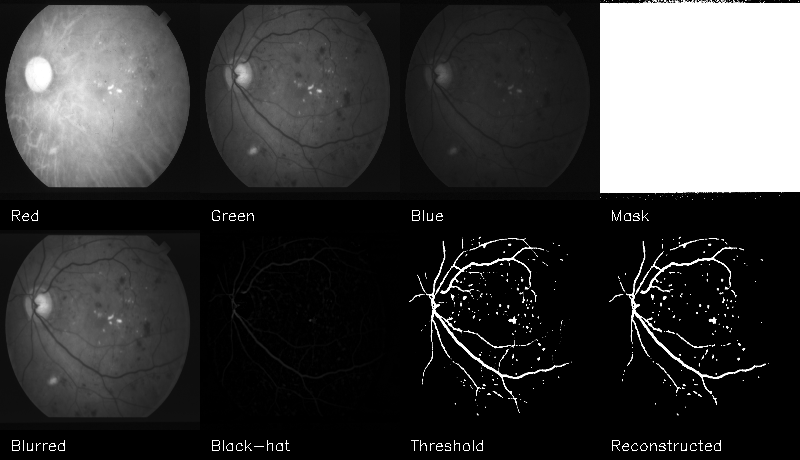 Red
Green
Blue
Mask
Blurred
Black-hat
Threshold
Reconstructed